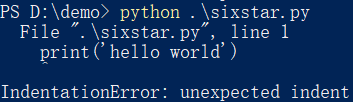 PS D:\demo> python .\sixstar.py
  File ".\sixstar.py", line 1
    print('hello world')
    ^
IndentationError: unexpected indent